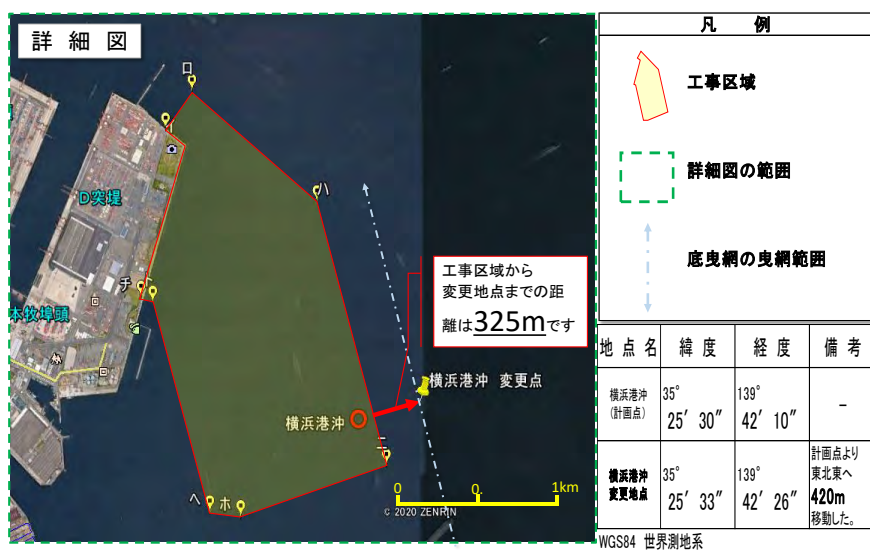 詳 細 図
ロ
イ
ハ
D突堤
チ
ト
本牧埠頭
工事区域から
変更地点までの距
離は325mです
横浜港沖 変更点
横浜港沖
ニ
ヘ
ホ
0
0.
1km
© 2020 ZENRIN
凡 例
工事区域
詳細図の範囲
底曳網の曳網範囲
地 点 名 緯 度 経 度 備 考
横浜港沖
(計画点)
35°
25′ 30″
139°
42′ 10″
－
横浜港沖
変更地点
35°
25′ 33″
139°
42′ 26″
計画点より
東北東へ
420m
移動した。
WGS84 世界測地系